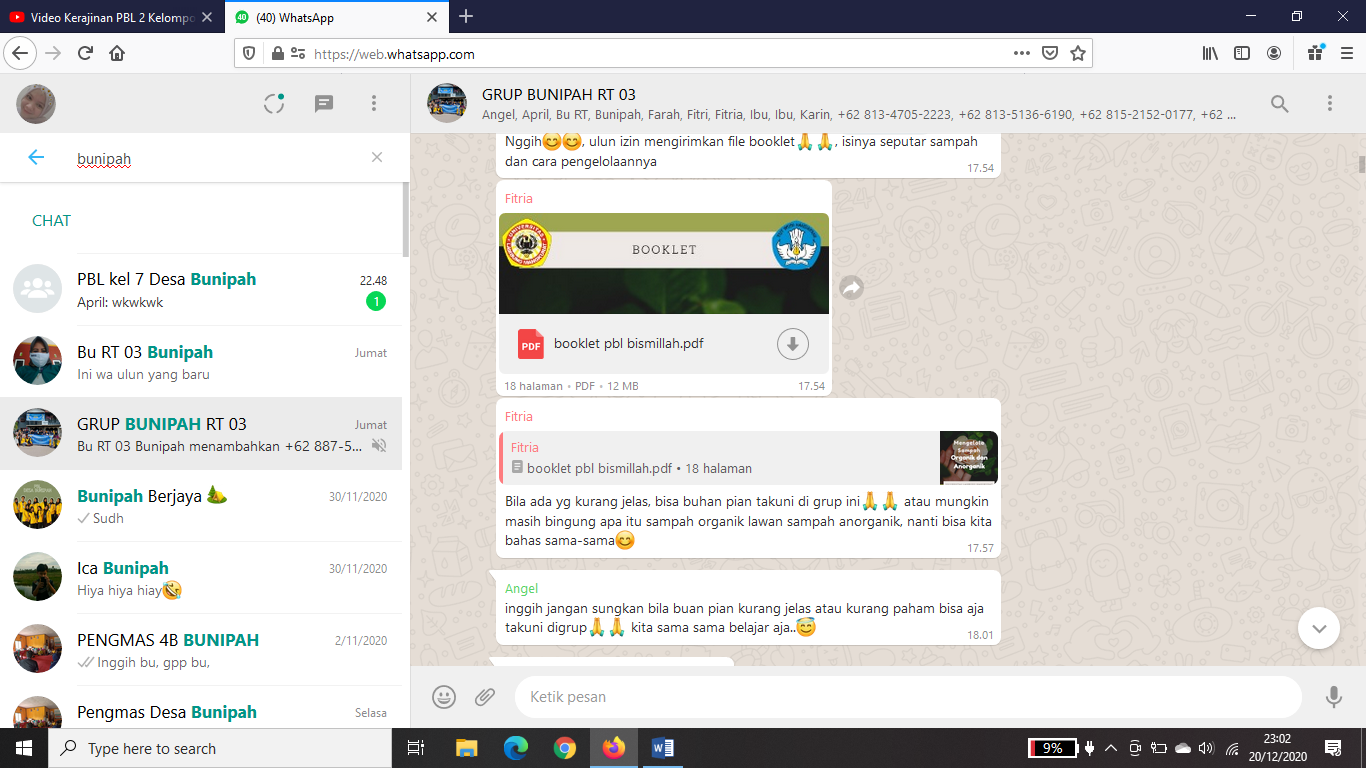 Video Kerajinan PBL 2 Kelompo
(40) WhatsApp
https://web.whatsapp.com
GRUP BUNIPAH RT 03
Angel, April, Bu RT, Bunipah, Farah, Fitri, Fitria, Ibu, Ibu, Karin, +62 813-4705-2223, +62 813-5136-6190, +62 815-2152-0177, +62 ...
bunipah
CHAT
PBL kel 7 Desa Bunipah
22.48
April: wkwkwk
1
Bu RT 03 Bunipah
Jumat
Ini wa ulun yang baru
GRUP BUNIPAH RT 03
Jumat
Bu RT 03 Bunipah menambahkan +62 887-5...
Bunipah Berjaya 🏕️
30/11/2020
Sudh
Ica Bunipah
30/11/2020
Hiya hiya hiay🤣
PENGMAS 4B BUNIPAH
2/11/2020
Inggih bu, gpp bu,
Pengmas Desa Bunipah
Selasa
Nggih😊😊, ulun izin mengirimkan file booklet🙏🙏, isinya seputar sampah
dan cara pengelolaannya
17.54
Fitria
BOOKLET
PDF
booklet pbl bismillah.pdf
18 halaman • PDF • 12 MB
17.54
Fitria
Fitria
booklet pbl bismillah.pdf • 18 halaman
Mengelola
Sampah
Organik dan
Anorganik
Bila ada yg kurang jelas, bisa buhan pian takuni di grup ini🙏🙏 atau mungkin
masih bingung apa itu sampah organik lawan sampah anorganik, nanti bisa kita
bahas sama-sama😊
17.57
Angel
inggih jangan sungkan bila buan pian kurang jelas atau kurang paham bisa aja
takuni digrup🙏🙏 kita sama sama belajar aja..😇
18.01
Ketik pesan
Type here to search
9%
23:02
20/12/2020